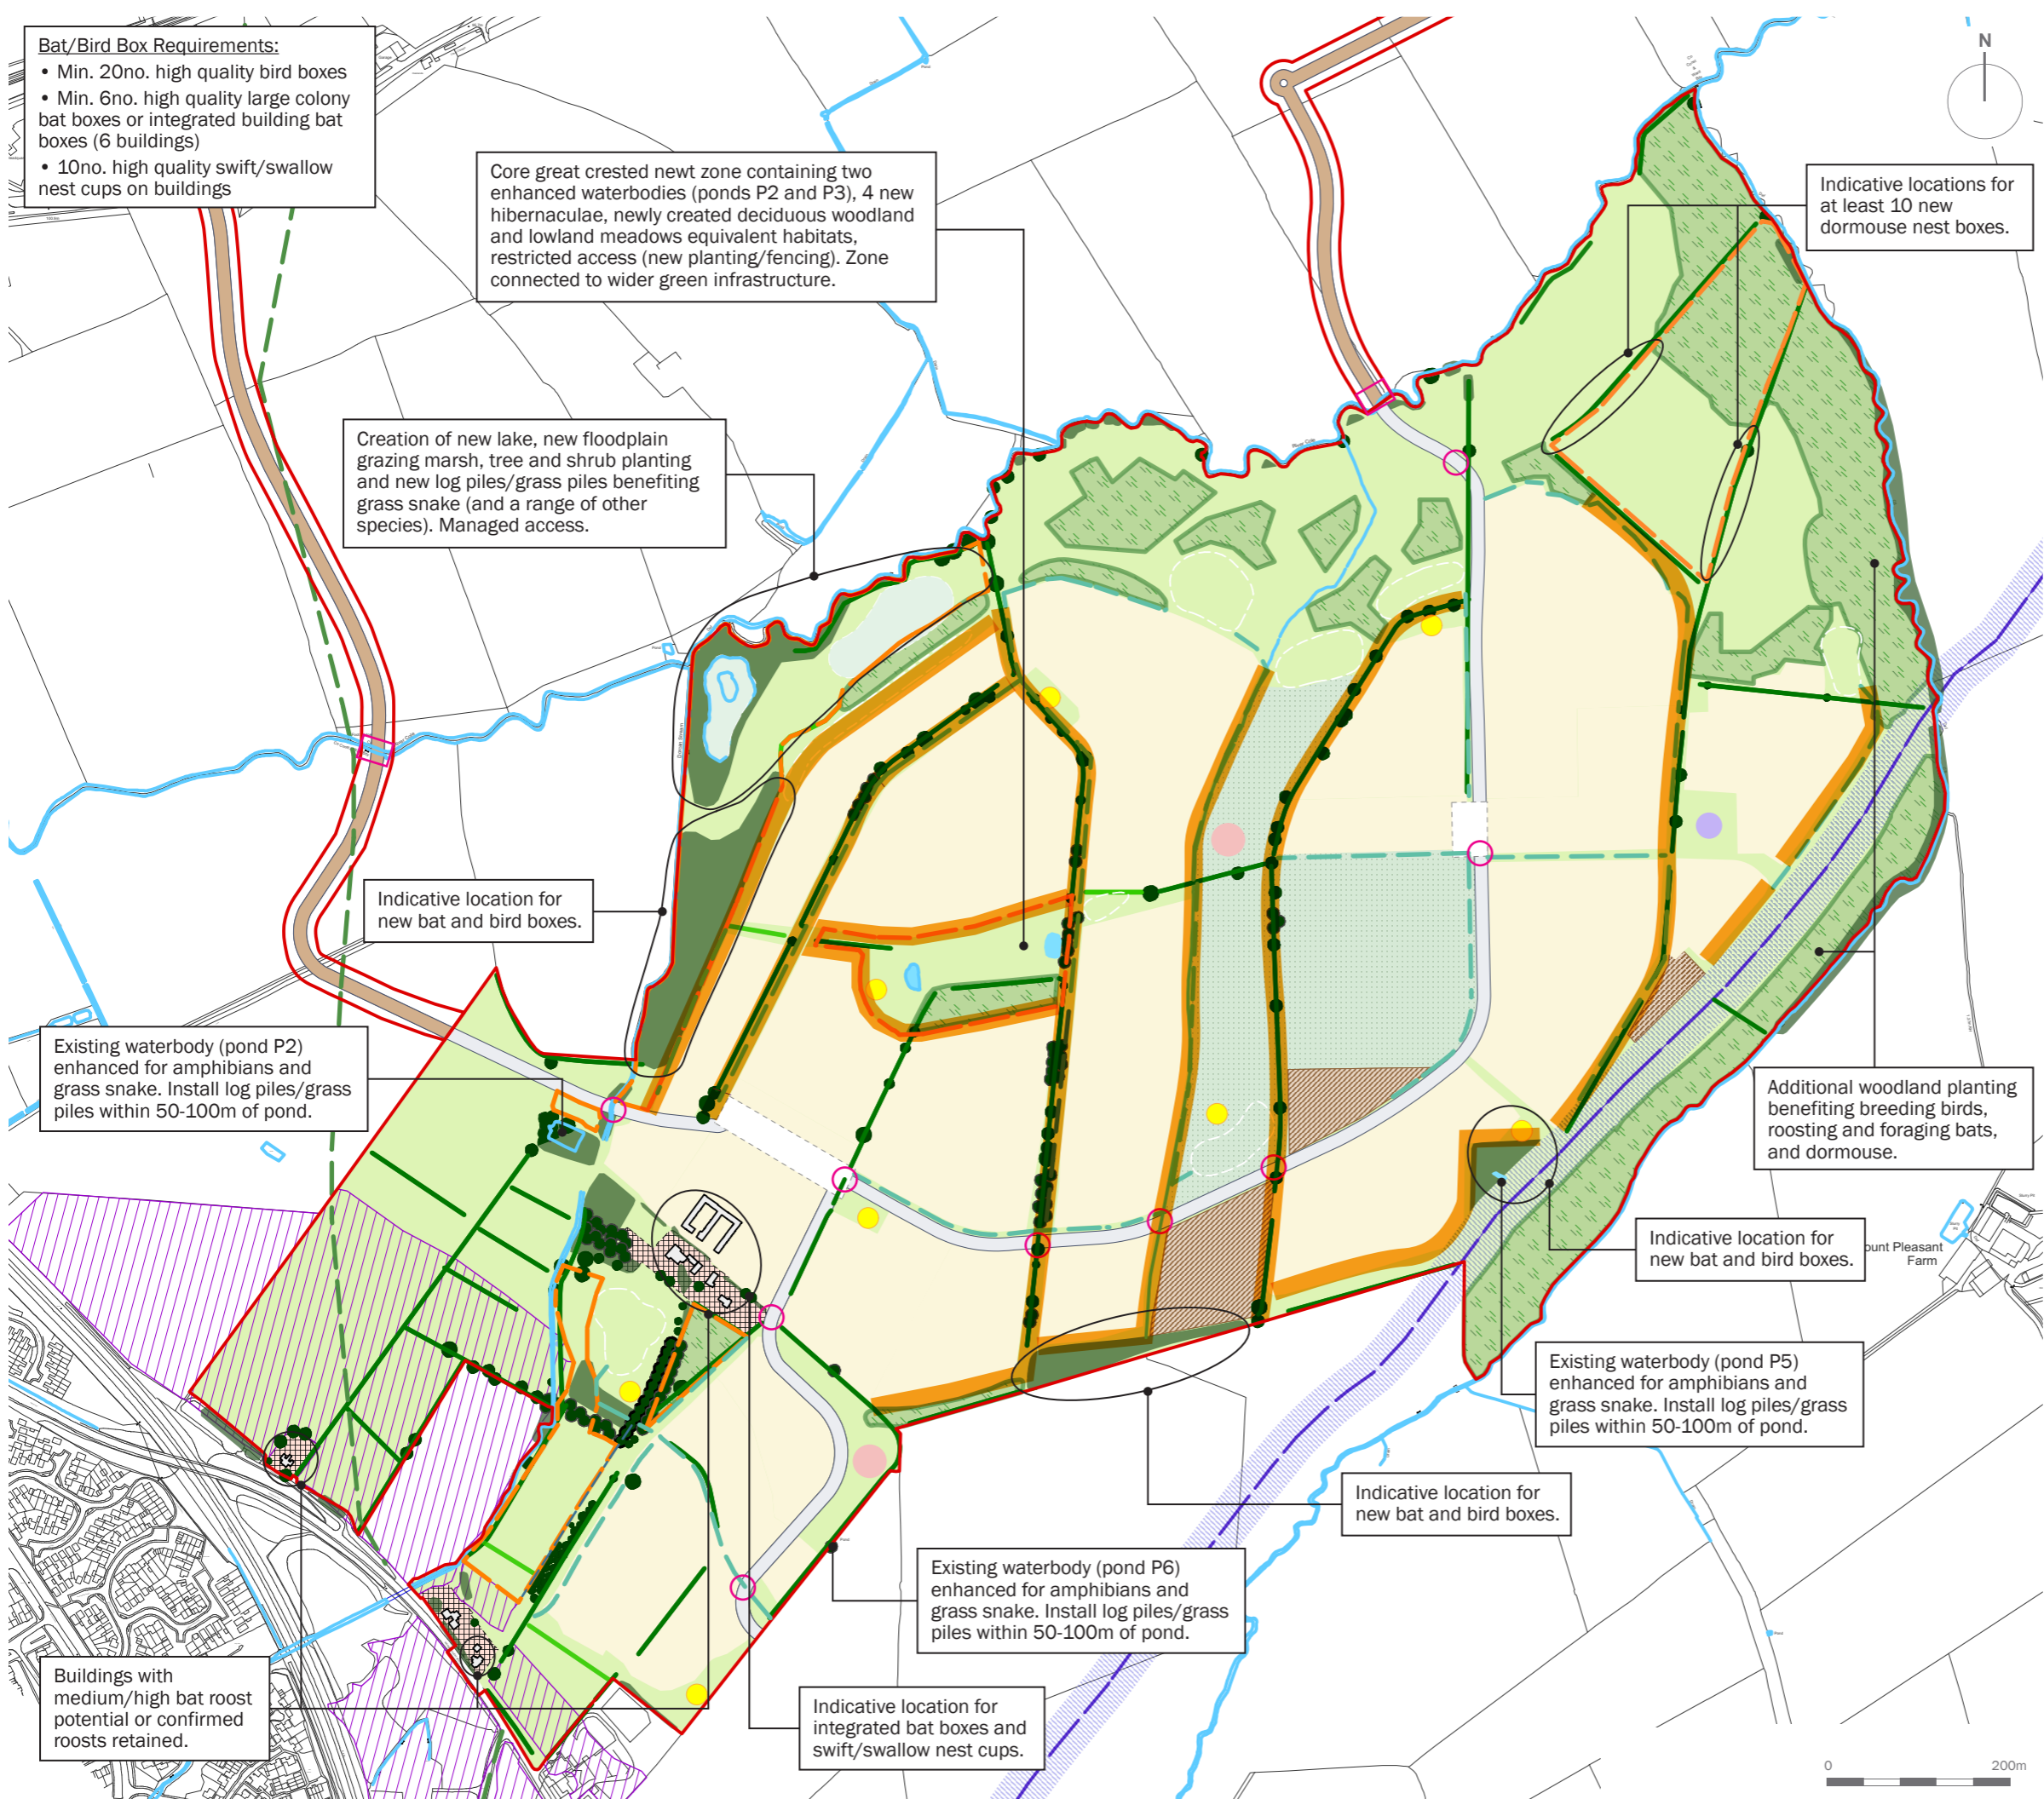 Bat/Bird Box Requirements:
• Min. 20no. high quality bird boxes
• Min. 6no. high quality large colony
bat boxes or integrated building bat
boxes (6 buildings)
• 10no. high quality swift/swallow
nest cups on buildings
N
Core great crested newt zone containing two
enhanced waterbodies (ponds P2 and P3), 4 new
hibernaculae, newly created deciduous woodland
and lowland meadows equivalent habitats,
restricted access (new planting/fencing). Zone
connected to wider green infrastructure.
Indicative locations for
at least 10 new
dormouse nest boxes.
Creation of new lake, new floodplain
grazing marsh, tree and shrub planting
and new log piles/grass piles benefiting
grass snake (and a range of other
species). Managed access.
Indicative location for
new bat and bird boxes.
Existing waterbody (pond P2)
enhanced for amphibians and
grass snake. Install log piles/grass
piles within 50-100m of pond.
Additional woodland planting
benefiting breeding birds,
roosting and foraging bats,
and dormouse.
Indicative location for
new bat and bird boxes.
ount Pleasant
Farm
Existing waterbody (pond P5)
enhanced for amphibians and
grass snake. Install log piles/grass
piles within 50-100m of pond.
Indicative location for
new bat and bird boxes.
Existing waterbody (pond P6)
enhanced for amphibians and
grass snake. Install log piles/grass
piles within 50-100m of pond.
Buildings with
medium/high bat roost
potential or confirmed
roosts retained.
Indicative location for
integrated bat boxes and
swift/swallow nest cups.
0 200m